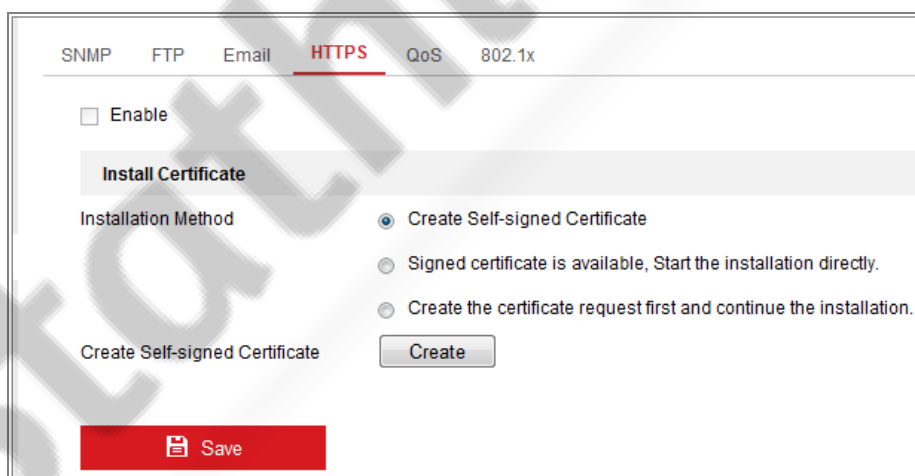 SNMP FTP Email HTTPS QoS 802.1x
Enable
Install Certificate
Installation Method
Create Self-signed Certificate
Signed certificate is available, Start the installation directly.
Create the certificate request first and continue the installation.
Create Self-signed Certificate Create
Save